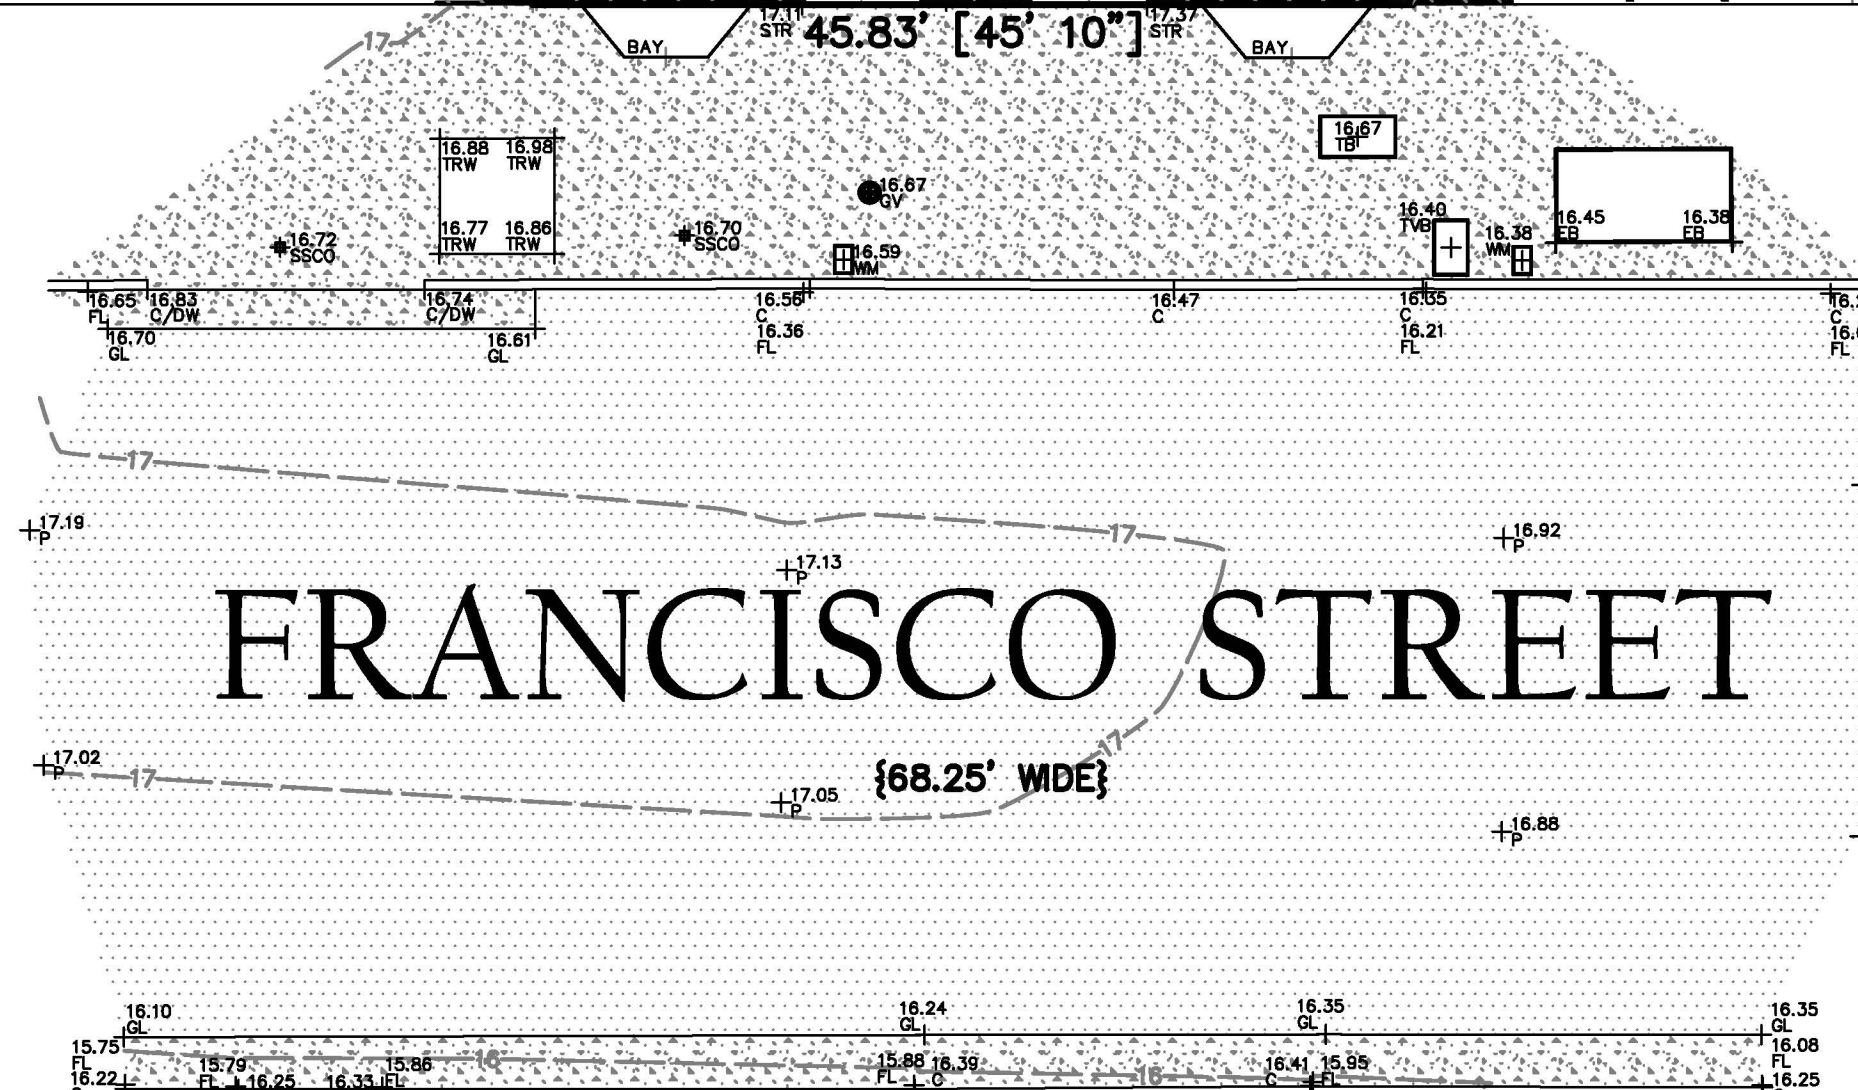 17.11
STR
45.83' [45' 10"]
17.37
STR
17
BAY
BAY
16.88
TRW
16.98
TRW
16.67
TB
16.67
GV
16.77
TRW
16.86
TRW
16.72
SSCO
16.70
SSCO
16.59
WM
16.40
TVB
16.38
WM
16.45
EB
16.38
EB
16.65
FL
16.83
C/DW
16.74
C/DW
16.56
C
16.47
C
16.35
C
C
16.70
GL
16.61
GL
16.36
FL
16.21
FL
FL
17
17
17.19
P
17.13
P
16.92
P
FRANCISCO STREET
17
17.02
P
17
{68.25' WIDE}
17.05
P
16.88
P
16.10
GL
16.24
GL
16.35
GL
16.35
GL
15.75
FL
15.79
FL
15.86
FL
16
15.88
FL
16.39
C
16
16.41
C
15.95
FL
16.08
FL
16.22
16.25
16.33
16.25